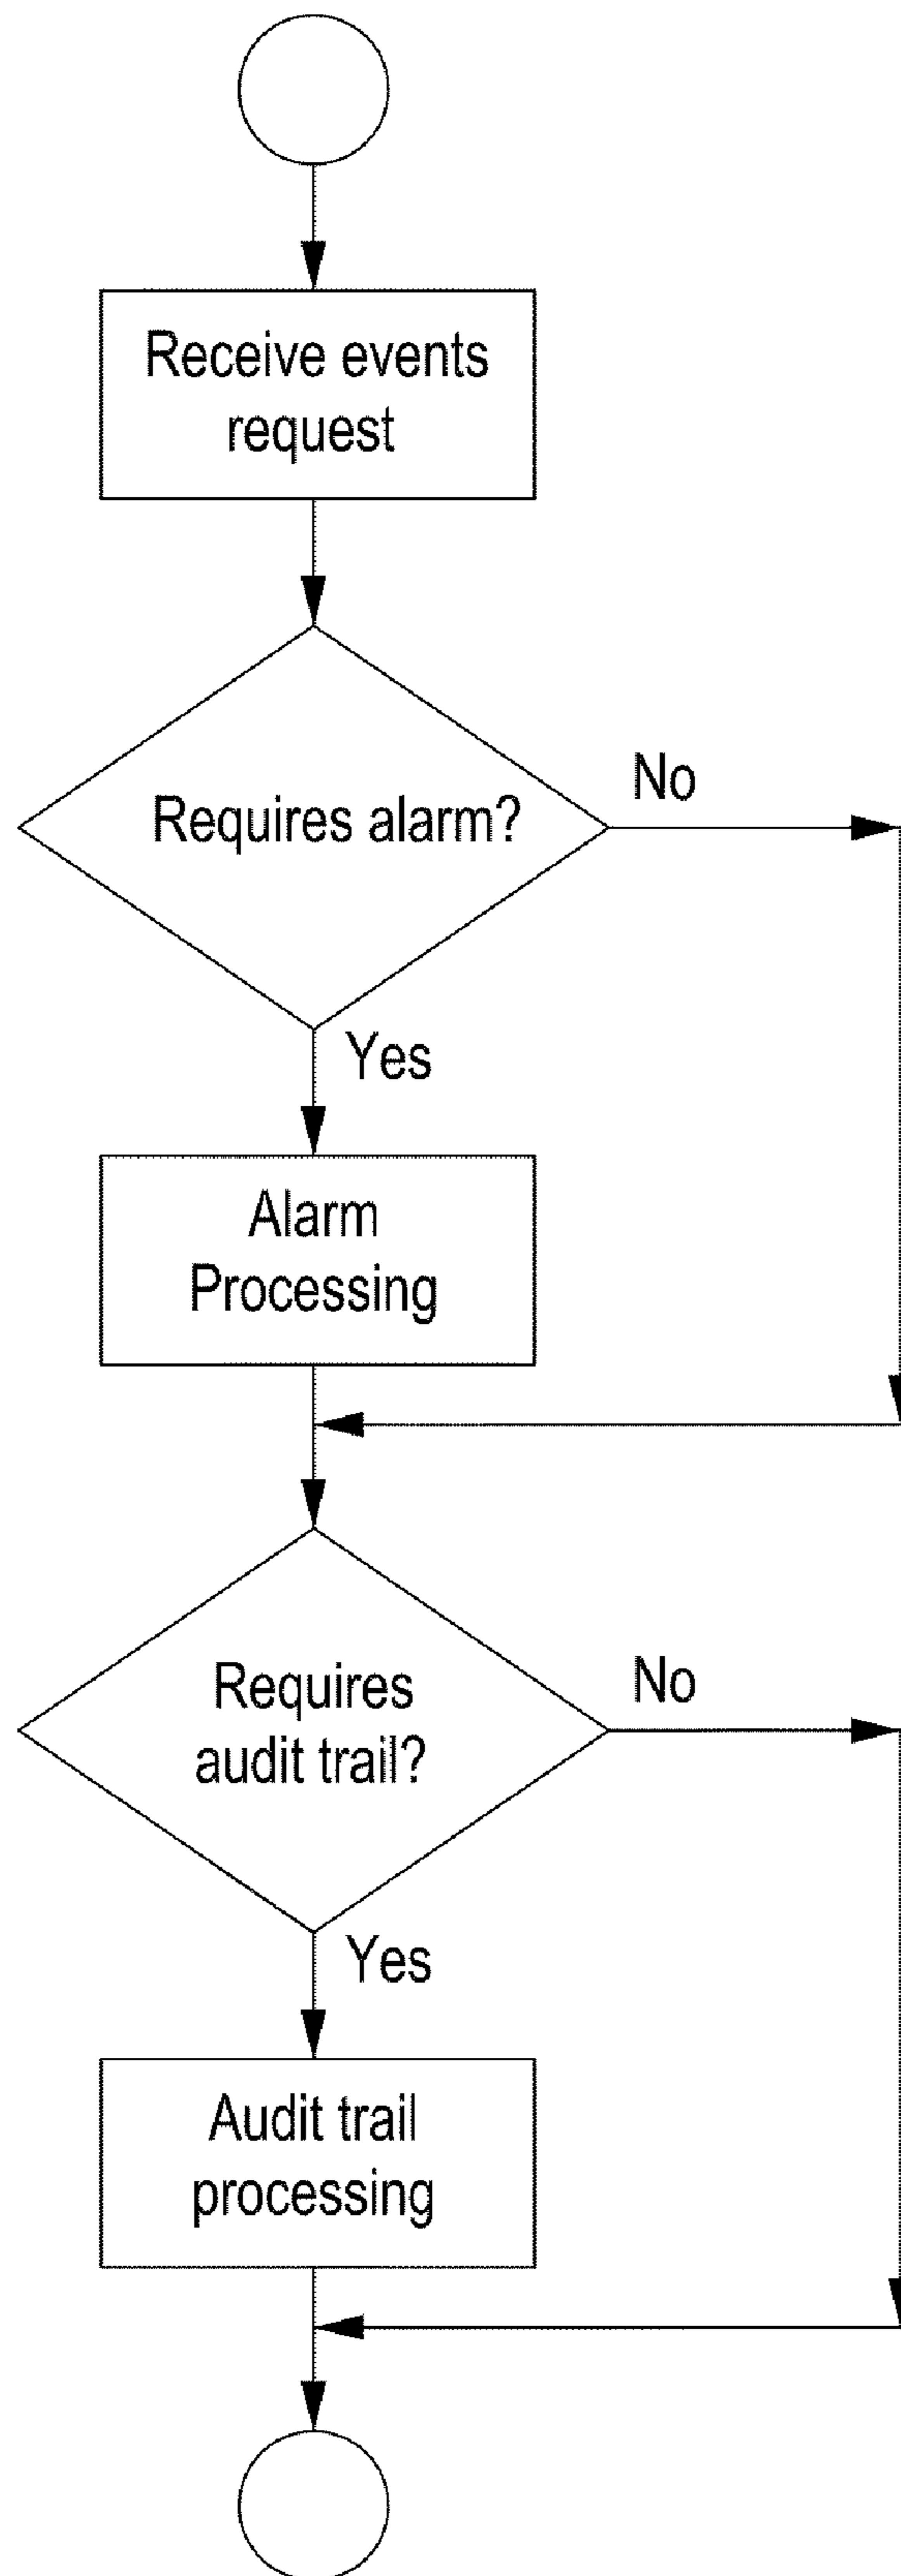 Receive events
request
Requires alarm?
No
Yes
Alarm
Processing
Requires
audit trail?
No
Yes
Audit trail
processing